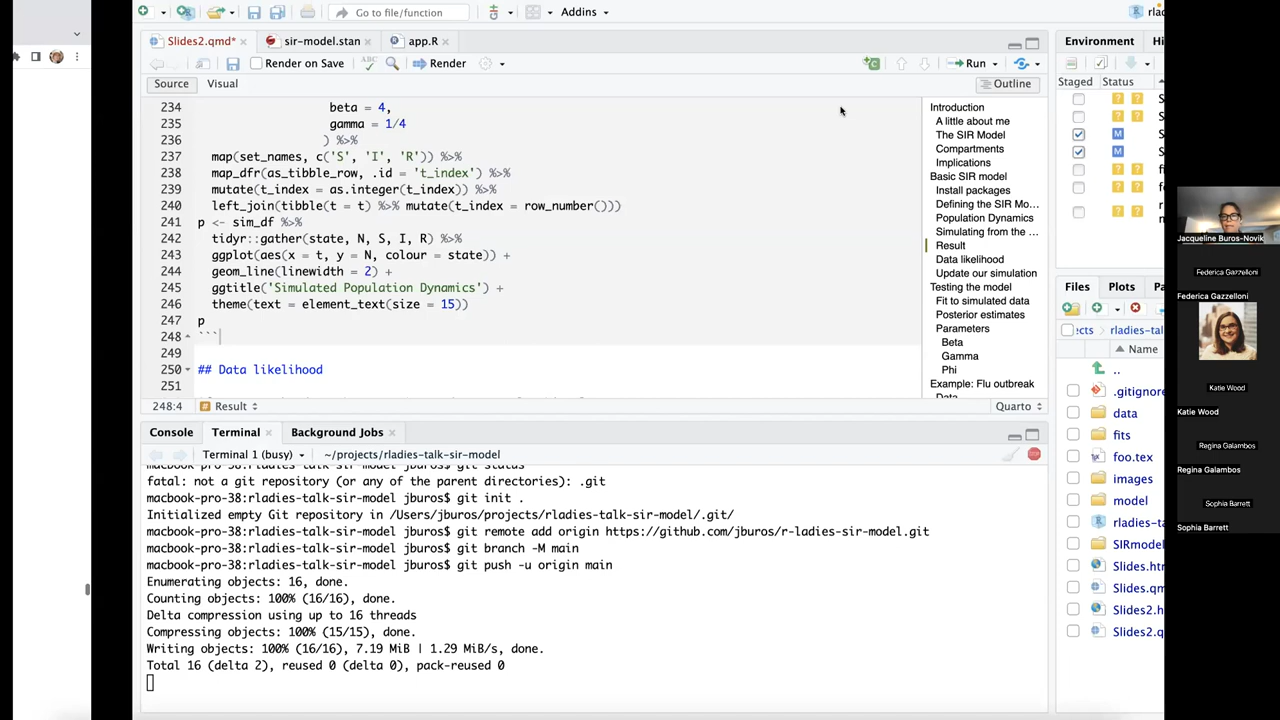 Go to file/function
Addins
Slides2.qmd*
sir-model.stan
app.R
Render on Save
ABC
Render
Run
Source
Visual
Outline
234 beta = 4,
235 gamma = 1/4
236 ) %>%
237 map(set_names, c('S', 'I', 'R')) %>%
238 map_dfr(as_tibble_row, .id = 't_index') %>%
239 mutate(t_index = as.integer(t_index)) %>%
240 left_join(tibble(t = t) %>% mutate(t_index = row_number()))
241 p <- sim_df %>%
242 tidyr::gather(state, N, S, I, R) %>%
243 ggplot(aes(x = t, y = N, colour = state)) +
244 geom_line(linewidth = 2) +
245 ggtitle('Simulated Population Dynamics') +
246 theme(text = element_text(size = 15))
247 p
248 ```
249
250 ## Data likelihood
251
248:4
# Result
Quarto
Introduction
A little about me
The SIR Model
Compartments
Implications
Basic SIR model
Install packages
Defining the SIR Mo...
Population Dynamics
Simulating from the ...
Result
Data likelihood
Update our simulation
Testing the model
Fit to simulated data
Posterior estimates
Parameters
Beta
Gamma
Phi
Example: Flu outbreak
Data
Console
Terminal
Background Jobs
Terminal 1 (busy)
~/projects/rladies-talk-sir-model
macbook-pro-38:rladies-talk-sir-model jburos$ git status
fatal: not a git repository (or any of the parent directories): .git
macbook-pro-38:rladies-talk-sir-model jburos$ git init .
Initialized empty Git repository in /Users/jburos/projects/rladies-talk-sir-model/.git/
macbook-pro-38:rladies-talk-sir-model jburos$ git remote add origin https://github.com/jburos/r-ladies-sir-model.git
macbook-pro-38:rladies-talk-sir-model jburos$ git branch -M main
macbook-pro-38:rladies-talk-sir-model jburos$ git push -u origin main
Enumerating objects: 16, done.
Counting objects: 100% (16/16), done.
Delta compression using up to 16 threads
Compressing objects: 100% (15/15), done.
Writing objects: 100% (16/16), 7.19 MiB | 1.29 MiB/s, done.
Total 16 (delta 2), reused 0 (delta 0), pack-reused 0
rlad
Environment
Hi
Staged
Status
? ? S
? ? S
M S
M S
? ? fi
? ? f
? ? r
Files
Plots
Pa
ects
rladies-tal
Name
..
.gitignore
data
fits
foo.tex
images
model
rladies-ta
SIRmodel
Slides.ht
Slides.qm
Slides2.h
Slides2.q
Jacqueline Buros-Novik
Federica Gazzelloni
Federica Gazzelloni
Katie Wood
Katie Wood
Regina Galambos
Regina Galambos
Sophia Barrett
Sophia Barrett